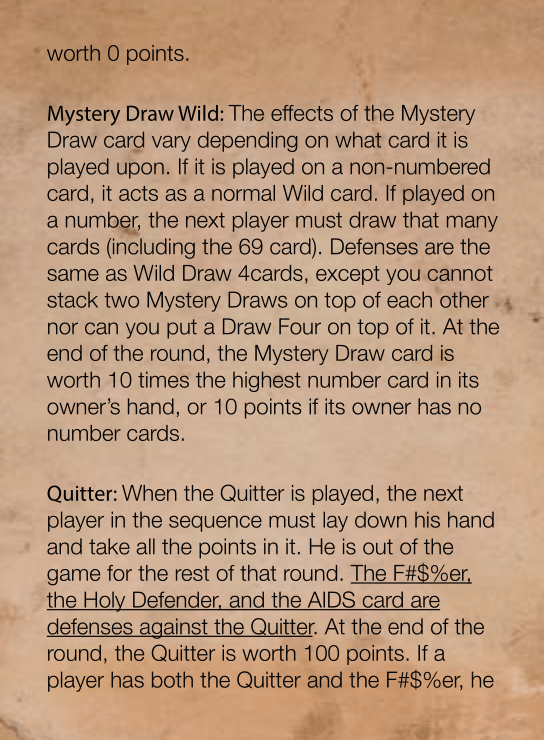 worth 0 points.
Mystery Draw Wild: The effects of the Mystery
Draw card vary depending on what card it is
played upon. If it is played on a non-numbered
card, it acts as a normal Wild card. If played on
a number, the next player must draw that many
cards (including the 69 card). Defenses are the
same as Wild Draw 4cards, except you cannot
stack two Mystery Draws on top of each other
nor can you put a Draw Four on top of it. At the
end of the round, the Mystery Draw card is
worth 10 times the highest number card in its
owner’s hand, or 10 points if its owner has no
number cards.
Quitter: When the Quitter is played, the next
player in the sequence must lay down his hand
and take all the points in it. He is out of the
game for the rest of that round. The F#$%er,
the Holy Defender, and the AIDS card are
defenses against the Quitter. At the end of the
round, the Quitter is worth 100 points. If a
player has both the Quitter and the F#$%er, he